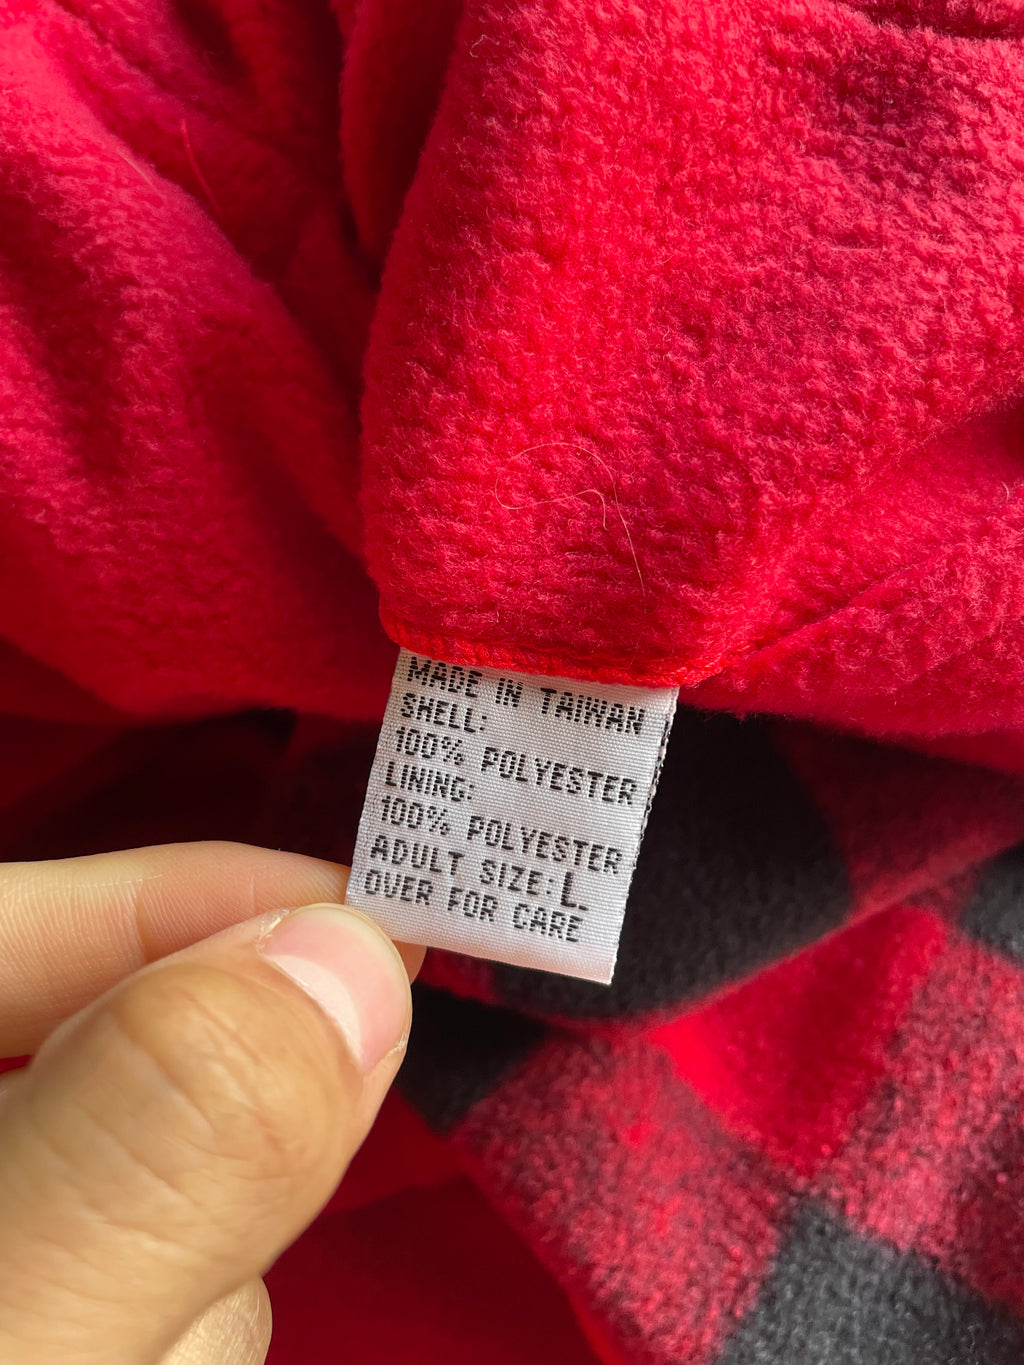 MADE IN TAIWAN
SHELL:
100% POLYESTER
LINING:
100% POLYESTER
ADULT SIZE: L.
OVER FOR CARE